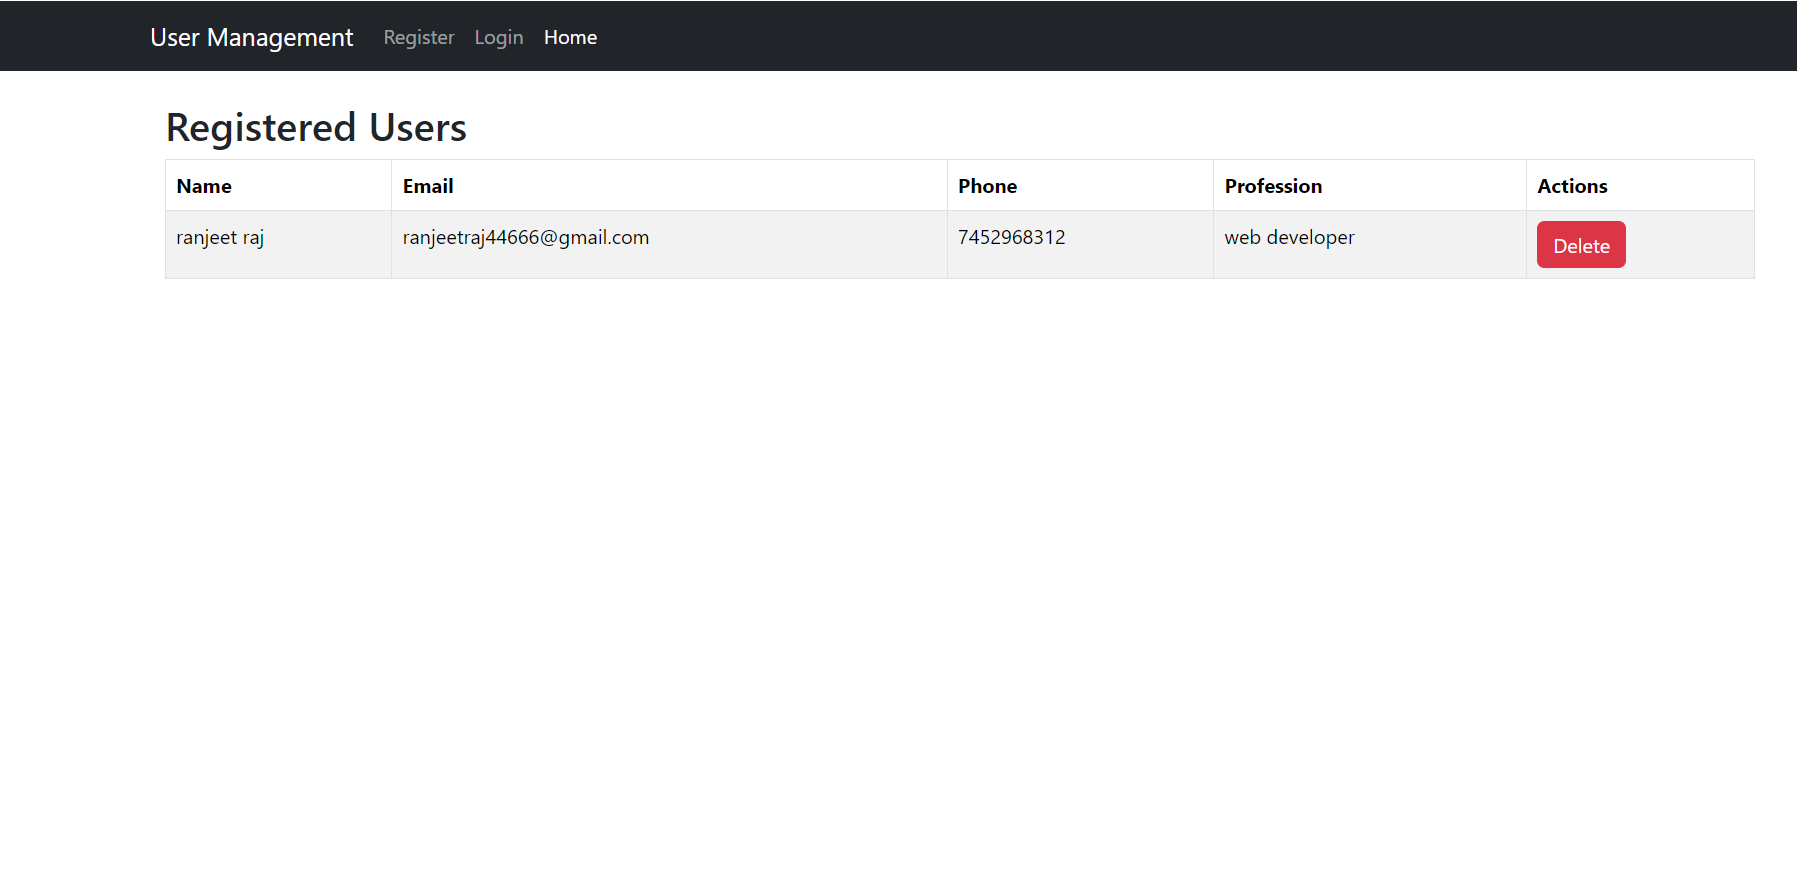 User Management Register Login Home
Registered Users
Name Email Phone Profession Actions
ranjeet raj ranjeetraj44666@gmail.com 7452968312 web developer Delete